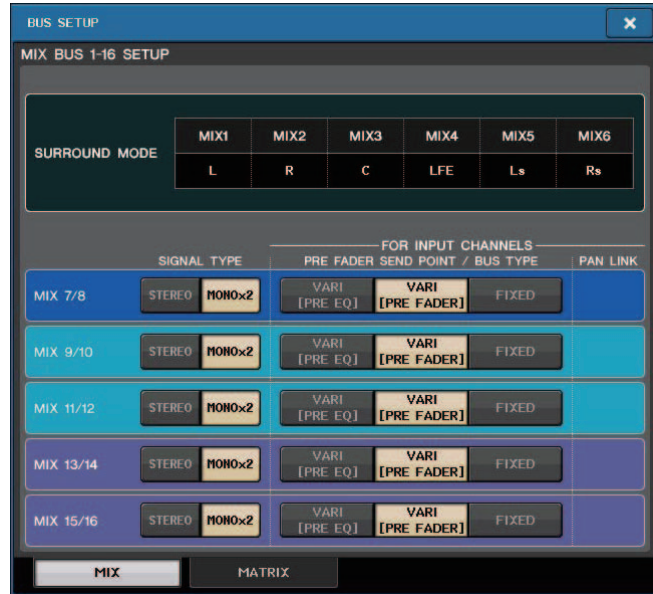 BUS SETUP
MIX BUS 1-16 SETUP
SURROUND MODE
MIX1 MIX2 MIX3 MIX4 MIX5 MIX6
L R C LFE Ls Rs
FOR INPUT CHANNELS
SIGNAL TYPE PRE FADER SEND POINT / BUS TYPE PAN LINK
MIX 7/8 STEREO MONOx2 VARI [PRE EQ] VARI [PRE FADER] FIXED
MIX 9/10 STEREO MONOx2 VARI [PRE EQ] VARI [PRE FADER] FIXED
MIX 11/12 STEREO MONOx2 VARI [PRE EQ] VARI [PRE FADER] FIXED
MIX 13/14 STEREO MONOx2 VARI [PRE EQ] VARI [PRE FADER] FIXED
MIX 15/16 STEREO MONOx2 VARI [PRE EQ] VARI [PRE FADER] FIXED
MIX MATRIX